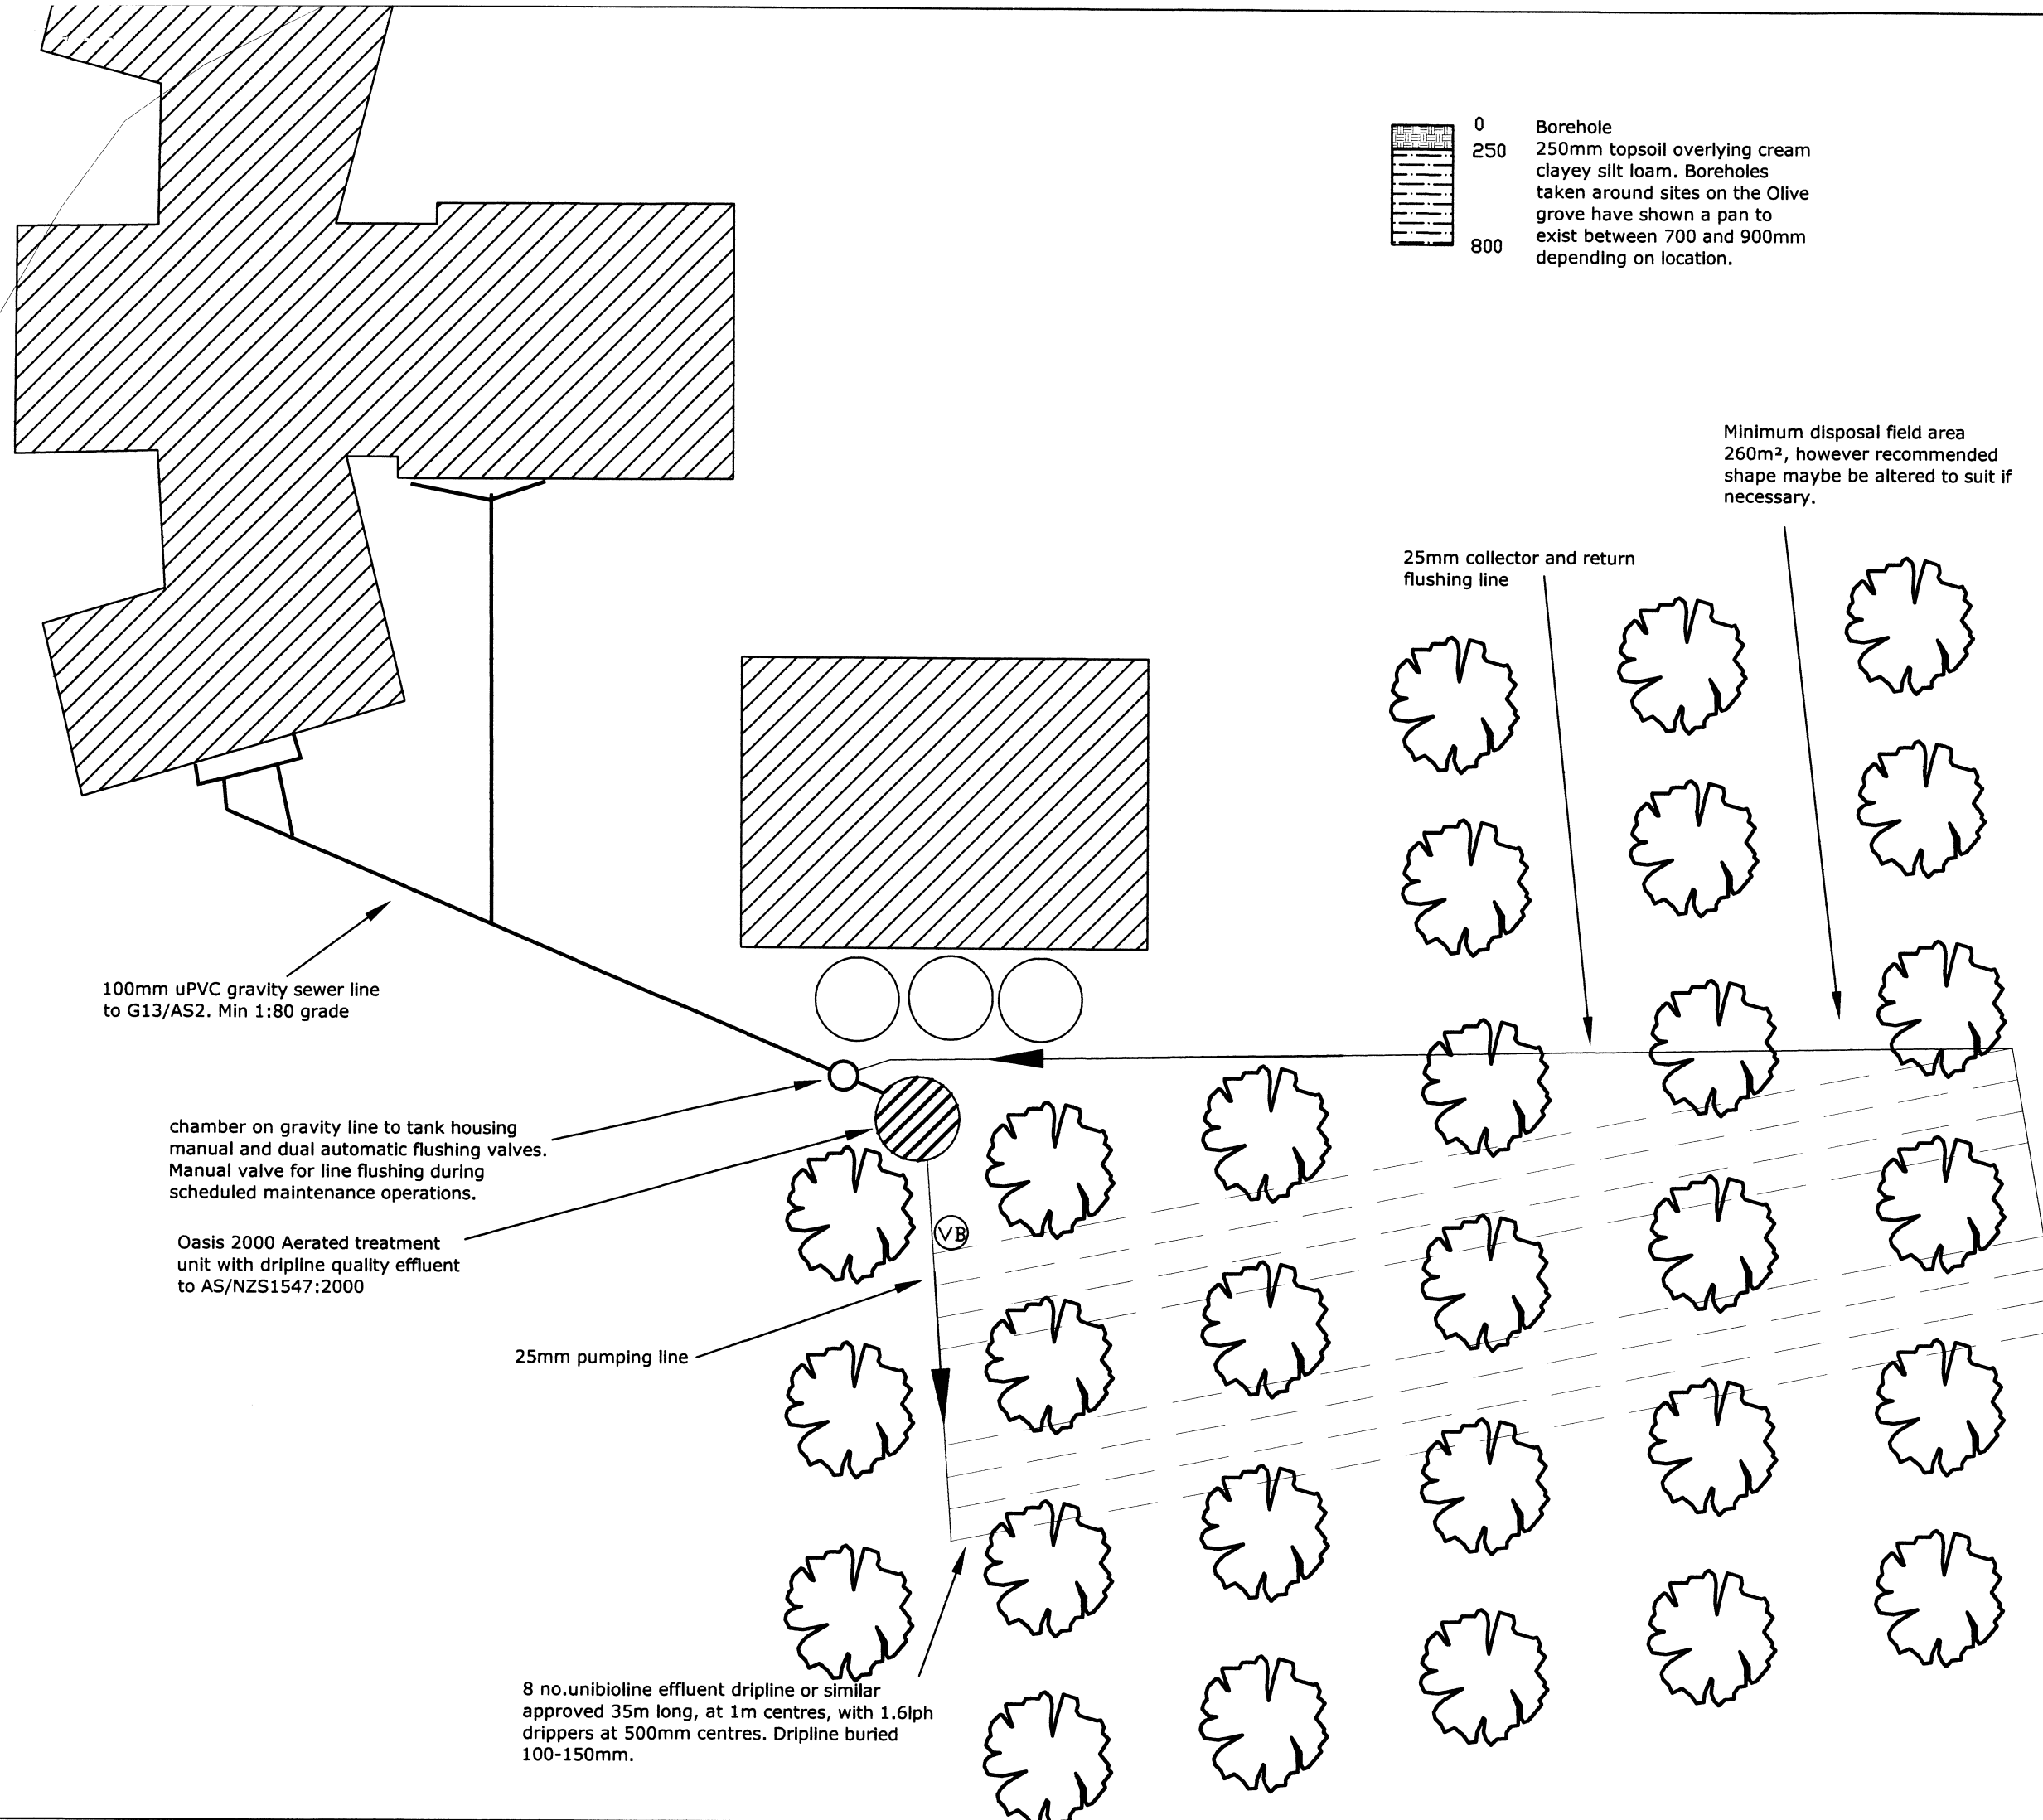 0
250
800
Borehole
250mm topsoil overlying cream
clayey silt loam. Boreholes
taken around sites on the Olive
grove have shown a pan to
exist between 700 and 900mm
depending on location.
Minimum disposal field area
260m², however recommended
shape maybe be altered to suit if
necessary.
25mm collector and return
flushing line
100mm uPVC gravity sewer line
to G13/AS2. Min 1:80 grade
chamber on gravity line to tank housing
manual and dual automatic flushing valves.
Manual valve for line flushing during
scheduled maintenance operations.
VB
Oasis 2000 Aerated treatment
unit with dripline quality effluent
to AS/NZS1547:2000
25mm pumping line
8 no.unibioline effluent dripline or similar
approved 35m long, at 1m centres, with 1.6lph
drippers at 500mm centres. Dripline buried
100-150mm.